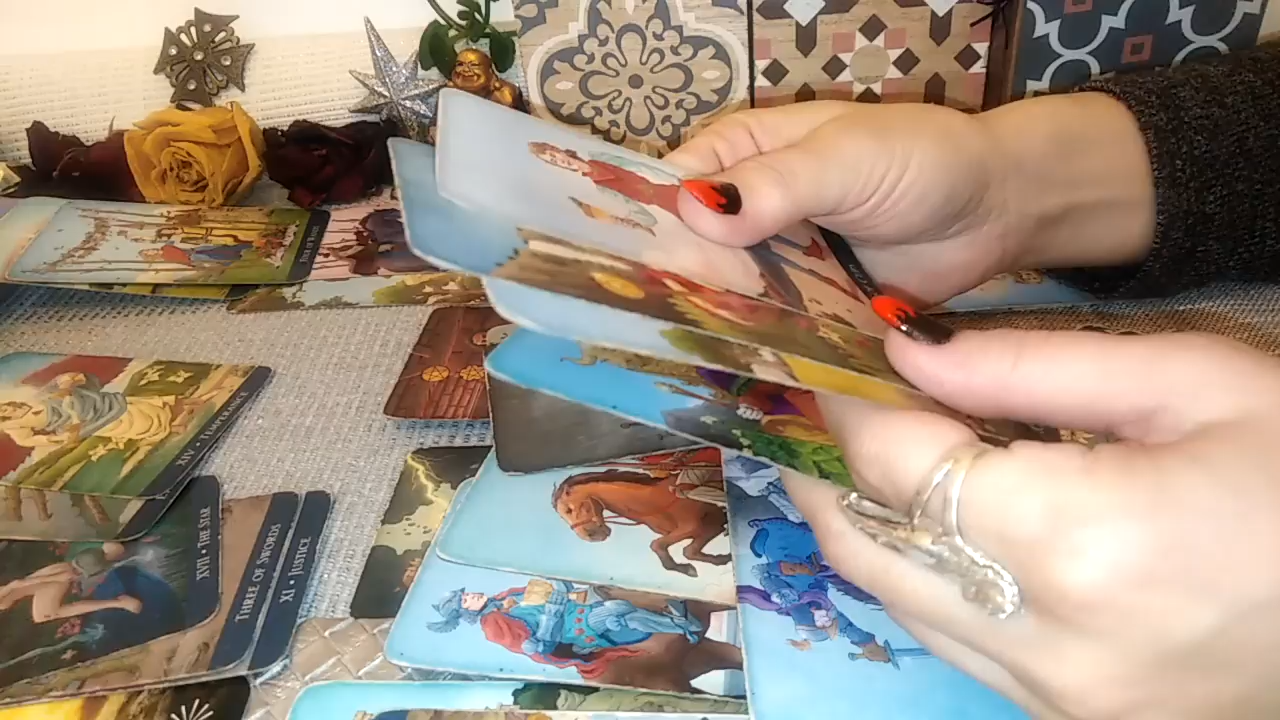 XIV • TEMPERANCE
XVII • THE STAR
THREE OF SWORDS
XI • JUSTICE